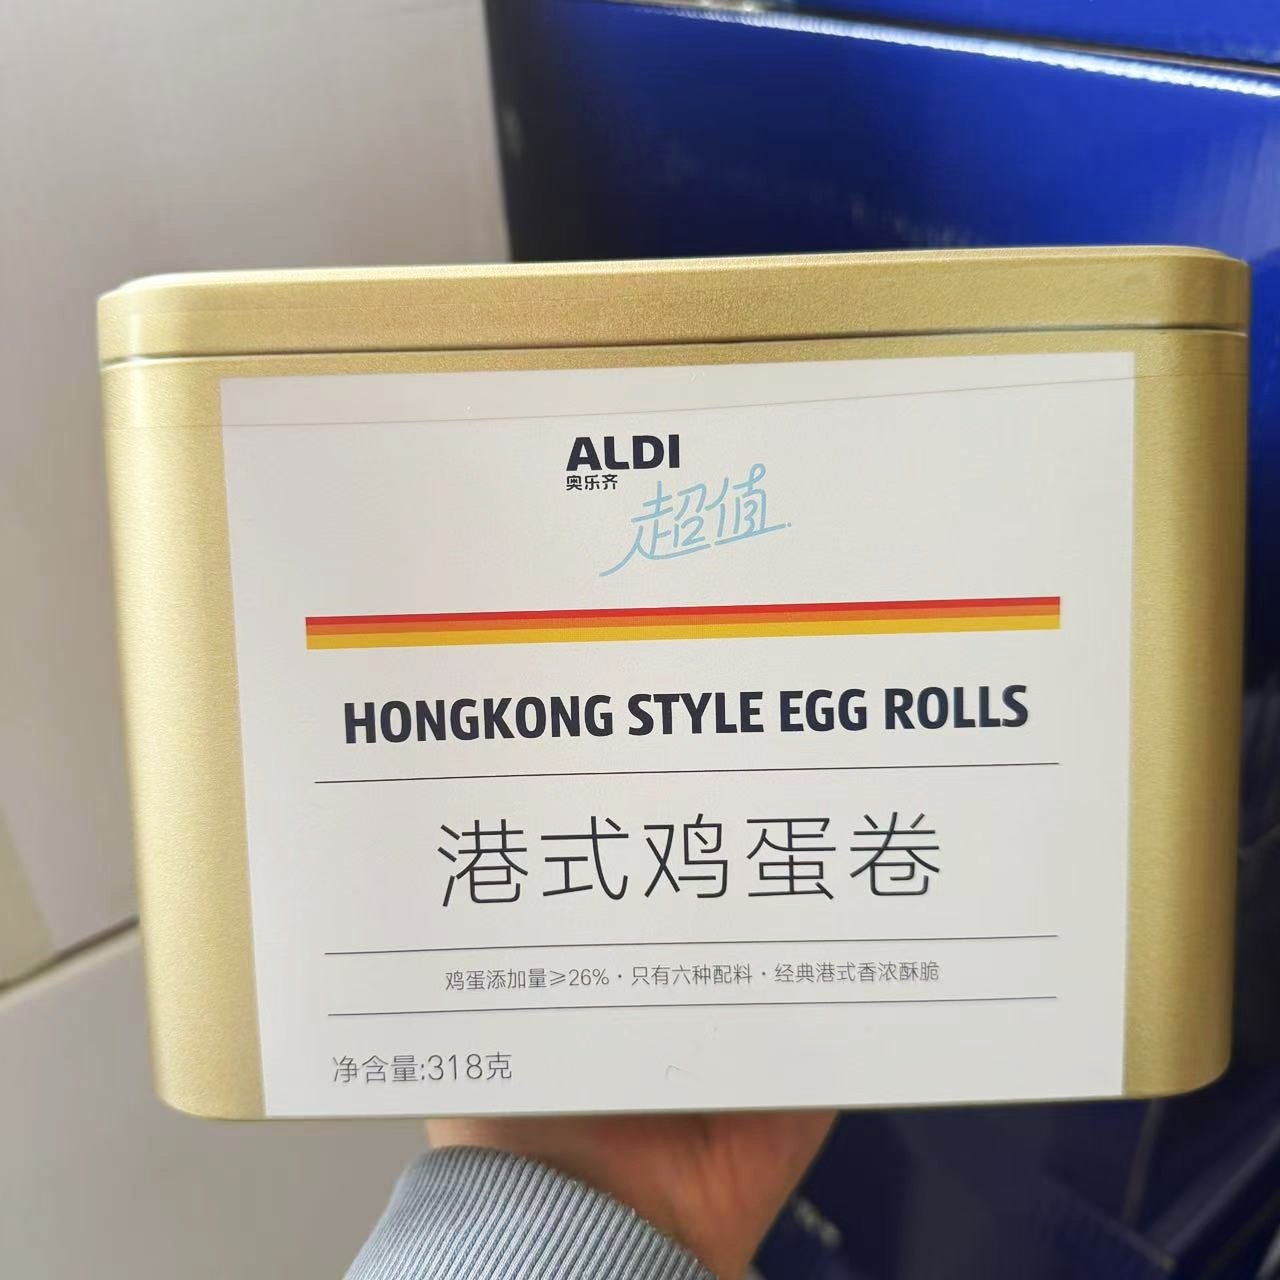 ALDI
奥乐齐
超值
HONGKONG STYLE EGG ROLLS
港式鸡蛋卷
鸡蛋添加量≥26%·只有六种配料·经典港式香浓酥脆
净含量:318克